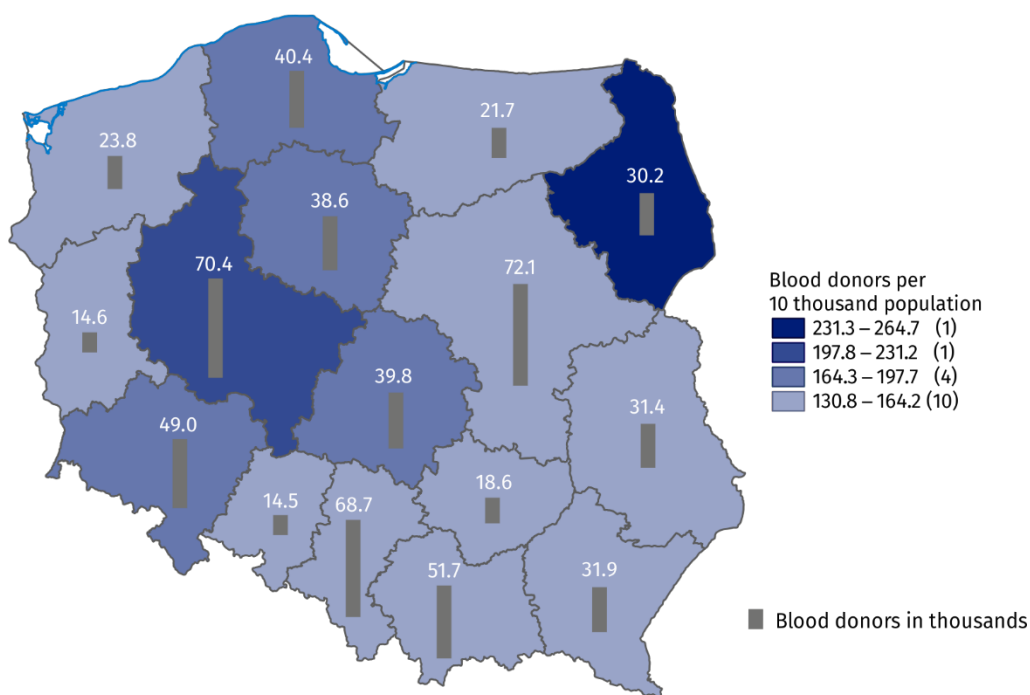 40.4
21.7
23.8
30.2
38.6
70.4
72.1
14.6
39.8
31.4
49.0
18.6
14.5
68.7
51.7
31.9
Blood donors per
10 thousand population
231.3 – 264.7 (1)
197.8 – 231.2 (1)
164.3 – 197.7 (4)
130.8 – 164.2 (10)
Blood donors in thousands